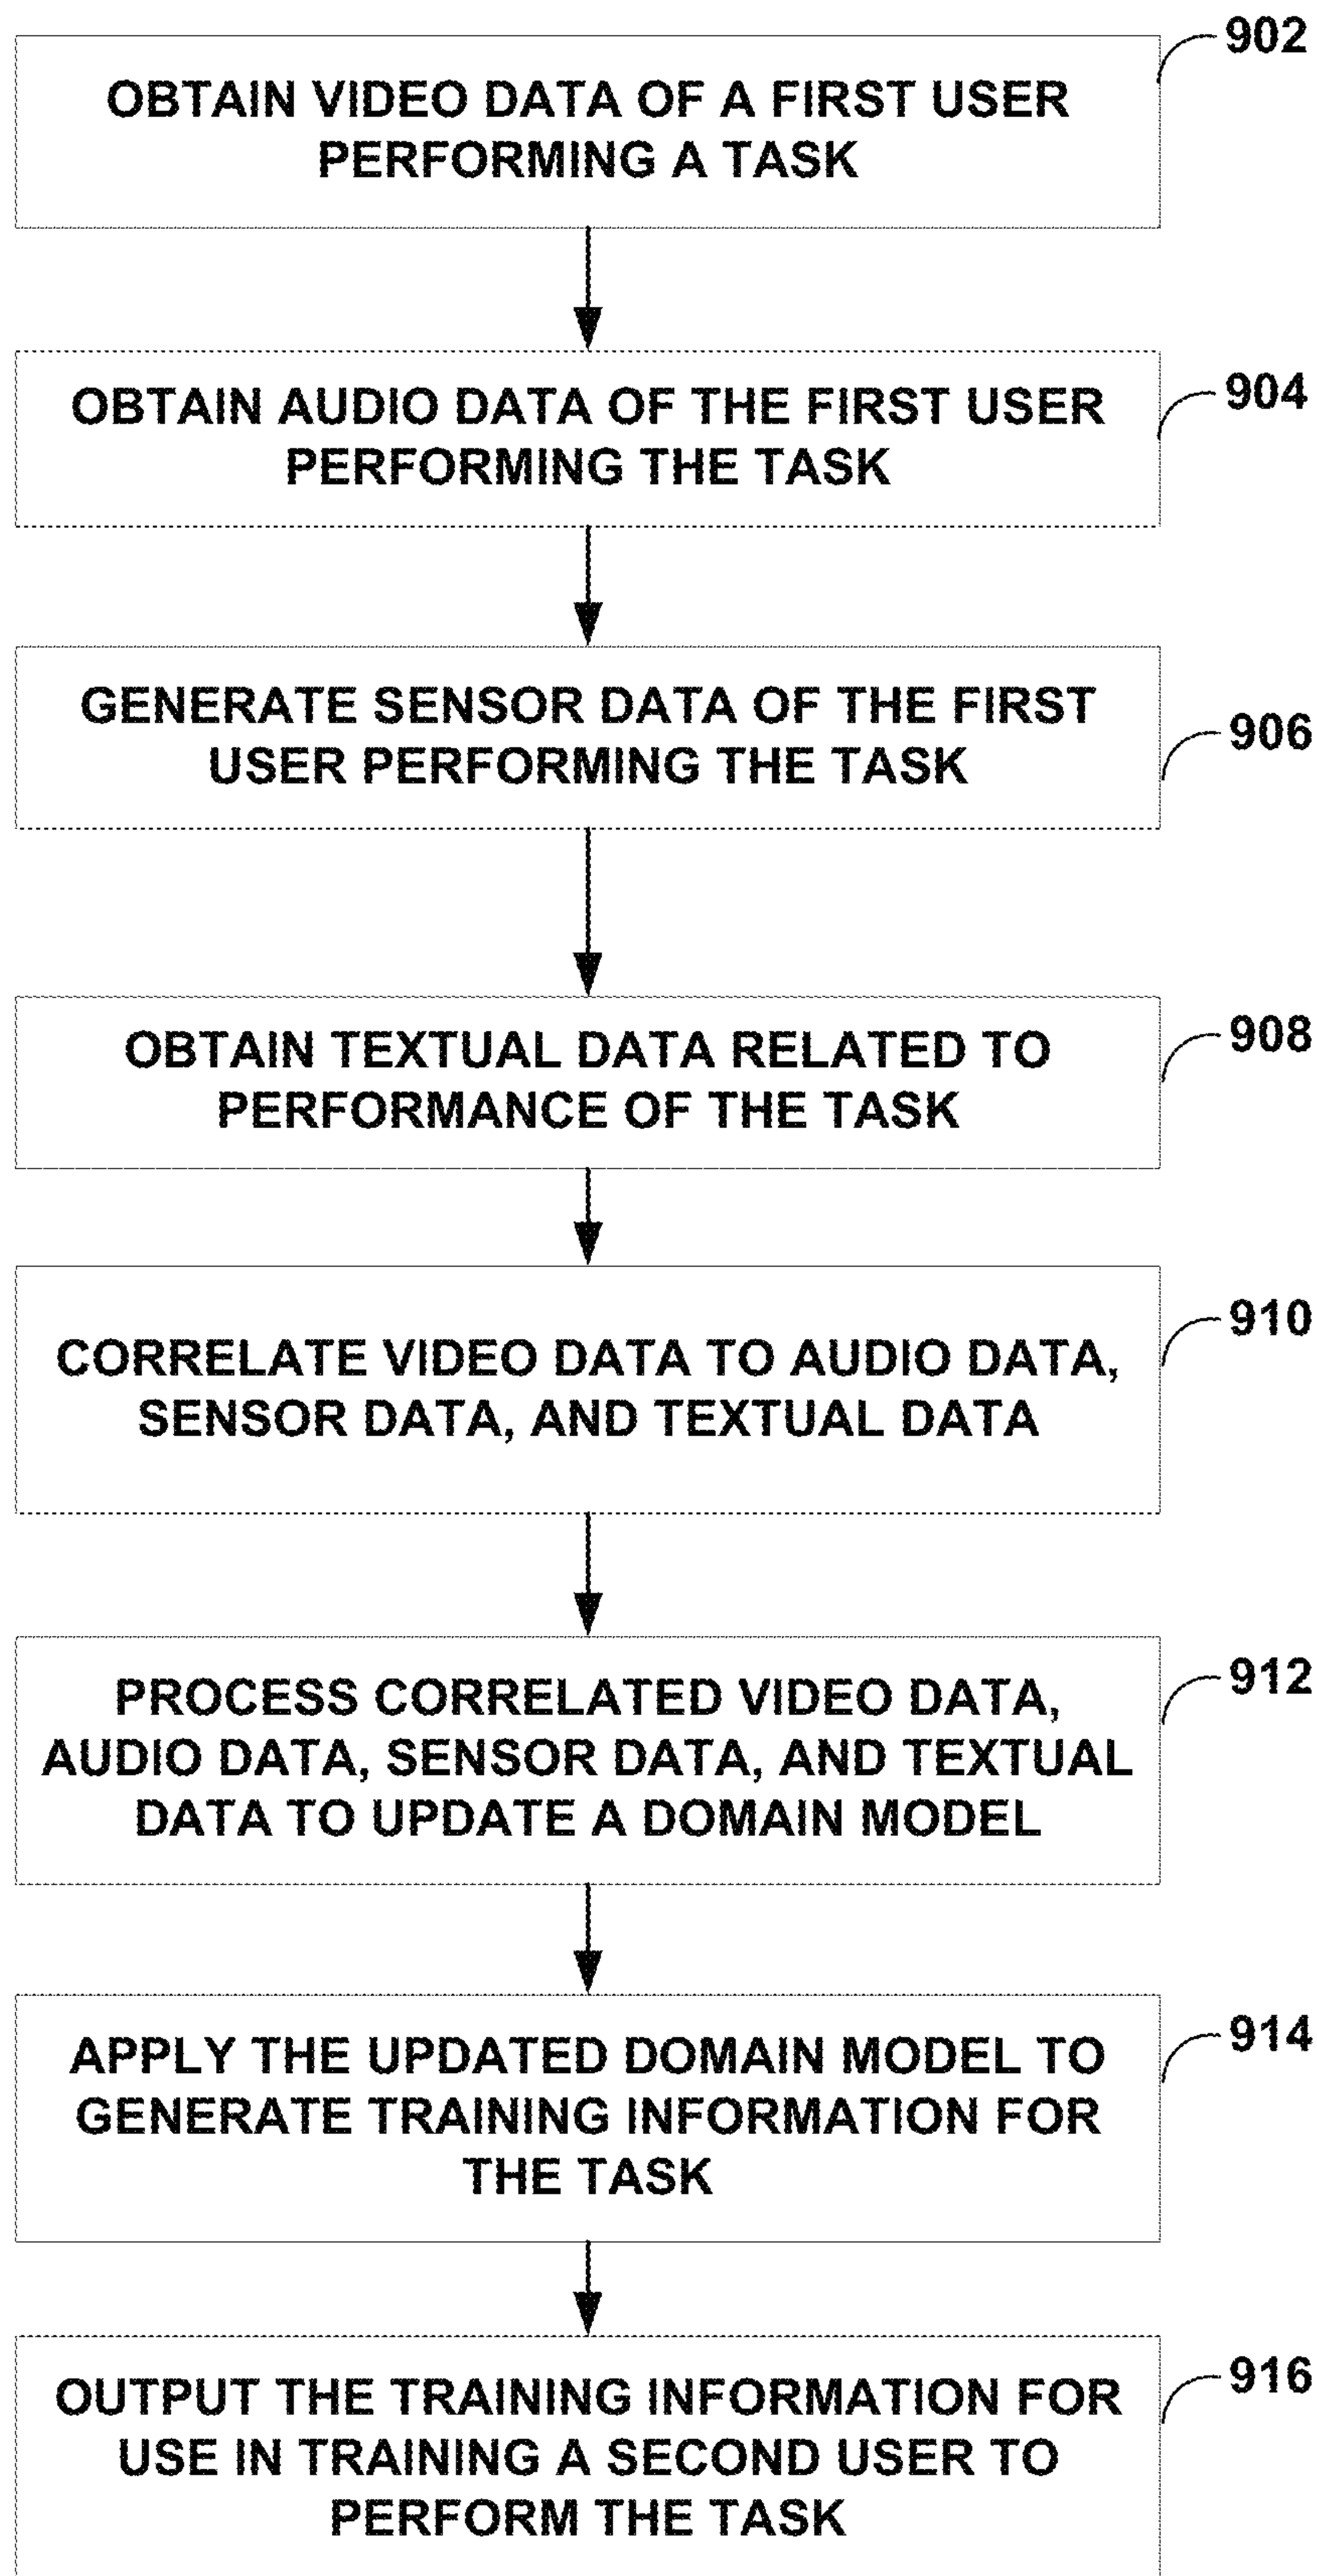 902
OBTAIN VIDEO DATA OF A FIRST USER
PERFORMING A TASK
904
OBTAIN AUDIO DATA OF THE FIRST USER
PERFORMING THE TASK
906
GENERATE SENSOR DATA OF THE FIRST
USER PERFORMING THE TASK
908
OBTAIN TEXTUAL DATA RELATED TO
PERFORMANCE OF THE TASK
910
CORRELATE VIDEO DATA TO AUDIO DATA,
SENSOR DATA, AND TEXTUAL DATA
912
PROCESS CORRELATED VIDEO DATA,
AUDIO DATA, SENSOR DATA, AND TEXTUAL
DATA TO UPDATE A DOMAIN MODEL
914
APPLY THE UPDATED DOMAIN MODEL TO
GENERATE TRAINING INFORMATION FOR
THE TASK
916
OUTPUT THE TRAINING INFORMATION FOR
USE IN TRAINING A SECOND USER TO
PERFORM THE TASK